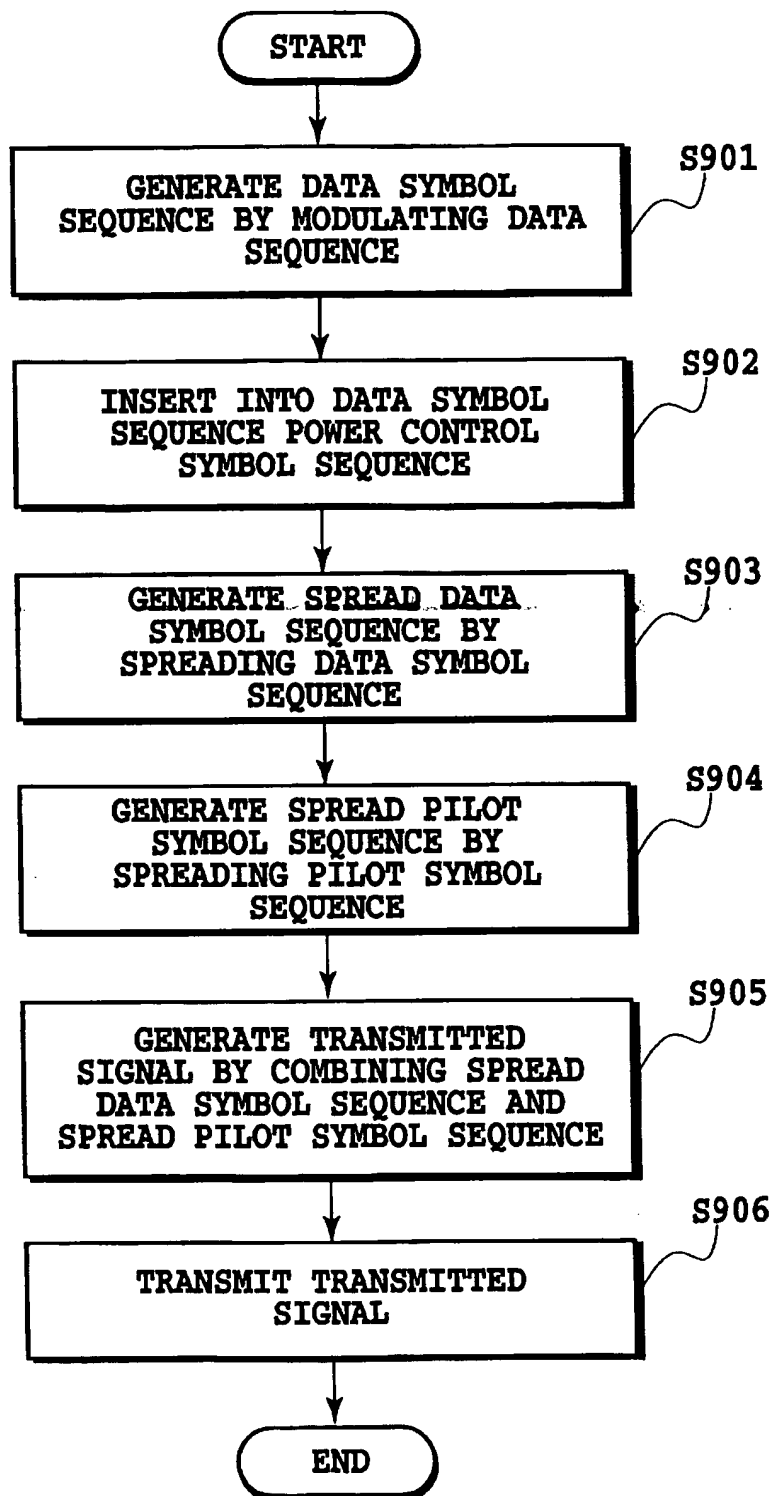 START
S901
GENERATE DATA SYMBOL
SEQUENCE BY MODULATING DATA
SEQUENCE
S902
INSERT INTO DATA SYMBOL
SEQUENCE POWER CONTROL
SYMBOL SEQUENCE
S903
GENERATE SPREAD DATA
SYMBOL SEQUENCE BY
SPREADING DATA SYMBOL
SEQUENCE
S904
GENERATE SPREAD PILOT
SYMBOL SEQUENCE BY
SPREADING PILOT SYMBOL
SEQUENCE
S905
GENERATE TRANSMITTED
SIGNAL BY COMBINING SPREAD
DATA SYMBOL SEQUENCE AND
SPREAD PILOT SYMBOL SEQUENCE
S906
TRANSMIT TRANSMITTED
SIGNAL
END